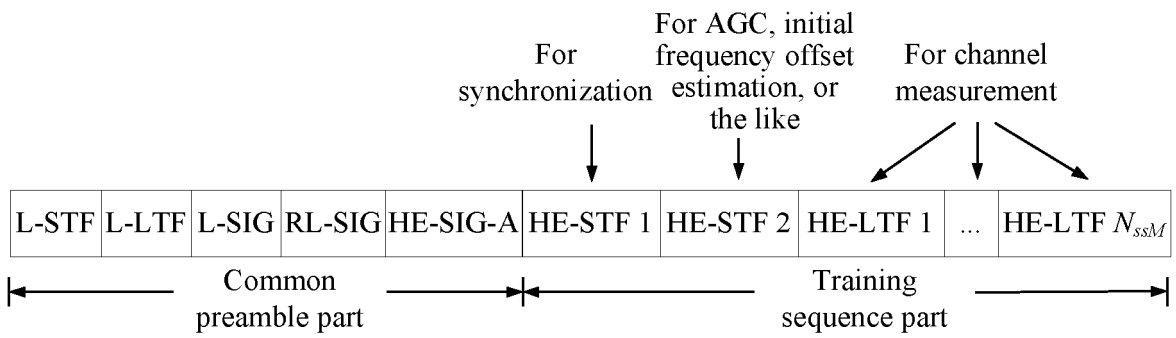 For
synchronization
For AGC, initial
frequency offset
estimation, or
the like
For channel
measurement
L-STF L-LTF L-SIG RL-SIG HE-SIG-A HE-STF 1 HE-STF 2 HE-LTF 1 ... HE-LTF NssM
Common
preamble part
Training
sequence part